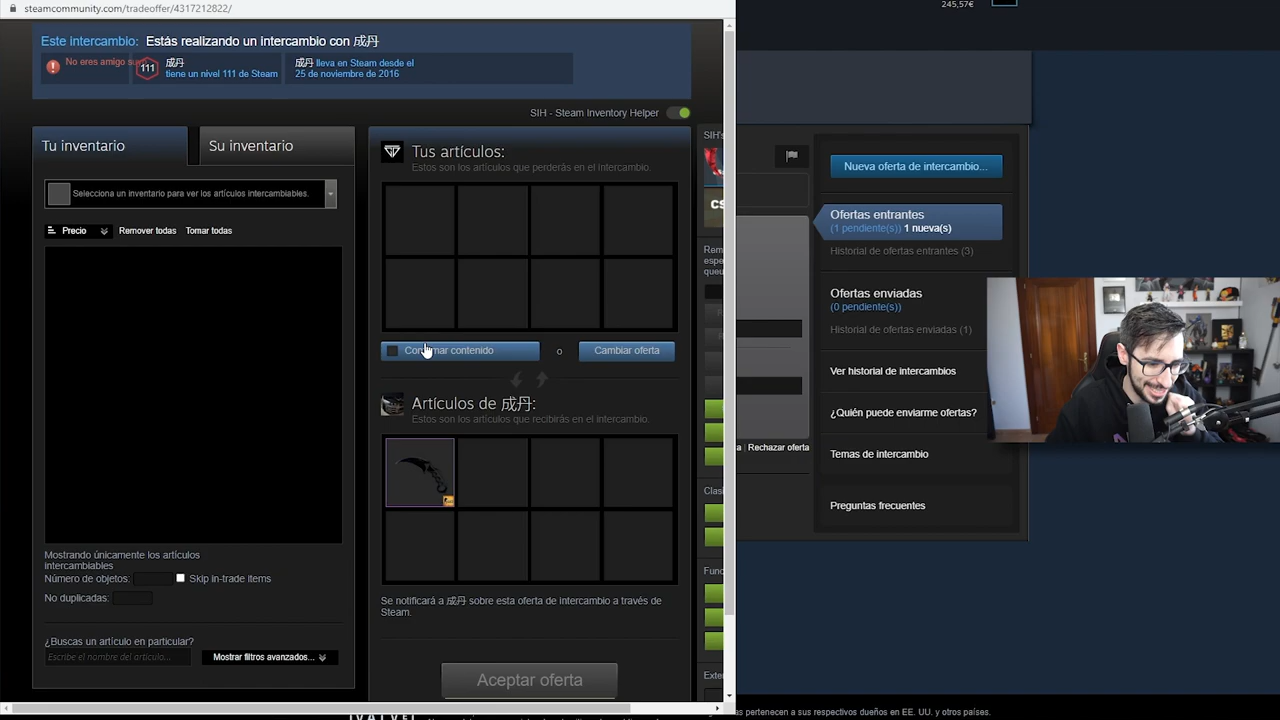 steamcommunity.com/tradeoffer/4317212822/
245,57€
Este intercambio: Estás realizando un intercambio con 成丹
No eres amigo su
111
成丹
tiene un nivel 111 de Steam
成丹 lleva en Steam desde el
25 de noviembre de 2016
SIH - Steam Inventory Helper
Tu inventario
Su inventario
Selecciona un inventario para ver los artículos intercambiables.
Precio
Remover todas
Tomar todas
Mostrando únicamente los artículos
intercambiables
Número de objetos:
Skip in-trade items
No duplicadas:
¿Buscas un artículo en particular?
Escribe el nombre del artículo...
Mostrar filtros avanzados...
Tus artículos:
Estos son los artículos que perderás en el intercambio.
Confirmar contenido
o
Cambiar oferta
Artículos de 成丹:
Estos son los artículos que recibirás en el intercambio.
Se notificará a 成丹 sobre esta oferta de intercambio a través de
Steam.
Aceptar oferta
SIH's
CS
Rem
espe
queu
Clas
Func
Exter
Nueva oferta de intercambio...
Ofertas entrantes
(1 pendiente(s)) 1 nueva(s)
Historial de ofertas entrantes (3)
Ofertas enviadas
(0 pendiente(s))
Historial de ofertas enviadas (1)
Ver historial de intercambios
¿Quién puede enviarme ofertas?
a | Rechazar oferta
Temas de intercambio
Preguntas frecuentes
as pertenecen a sus respectivos dueños en EE. UU. y otros países.